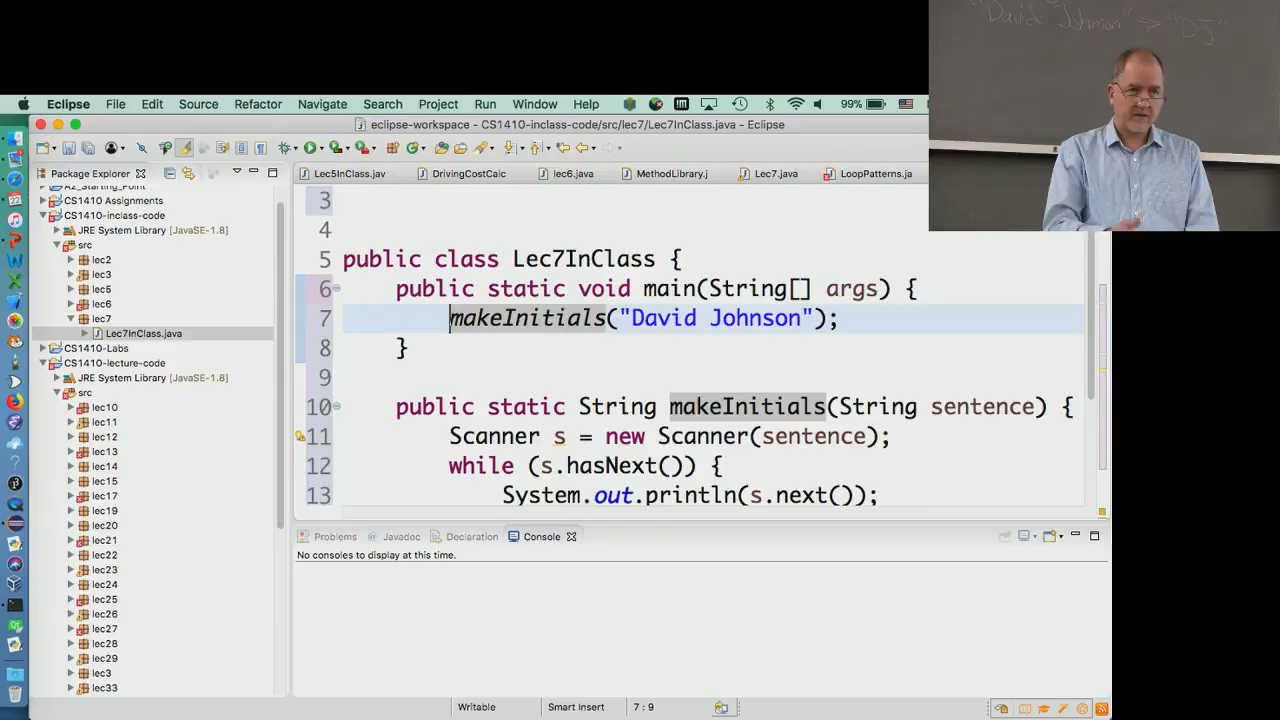 "David Johnson" => "DJ"
Eclipse File Edit Source Refactor Navigate Search Project Run Window Help 99%
eclipse-workspace - CS1410-inclass-code/src/lec7/Lec7InClass.java - Eclipse
Package Explorer
Lec5InClass.jav DrivingCostCalc lec6.java MethodLibrary.j Lec7.java LoopPatterns.ja
A2_Starting_Point
CS1410 Assignments
CS1410-inclass-code
JRE System Library [JavaSE-1.8]
src
lec2
lec3
lec5
lec6
lec7
Lec7InClass.java
CS1410-Labs
CS1410-lecture-code
JRE System Library [JavaSE-1.8]
src
lec10
lec11
lec12
lec13
lec14
lec15
lec17
lec19
lec20
lec21
lec22
lec23
lec24
lec25
lec26
lec27
lec28
lec29
lec3
lec33
3
4
5 public class Lec7InClass {
6 public static void main(String[] args) {
7 makeInitials("David Johnson");
8 }
9
10 public static String makeInitials(String sentence) {
11 Scanner s = new Scanner(sentence);
12 while (s.hasNext()) {
13 System.out.println(s.next());
Problems Javadoc Declaration Console
No consoles to display at this time.
Writable Smart Insert 7 : 9